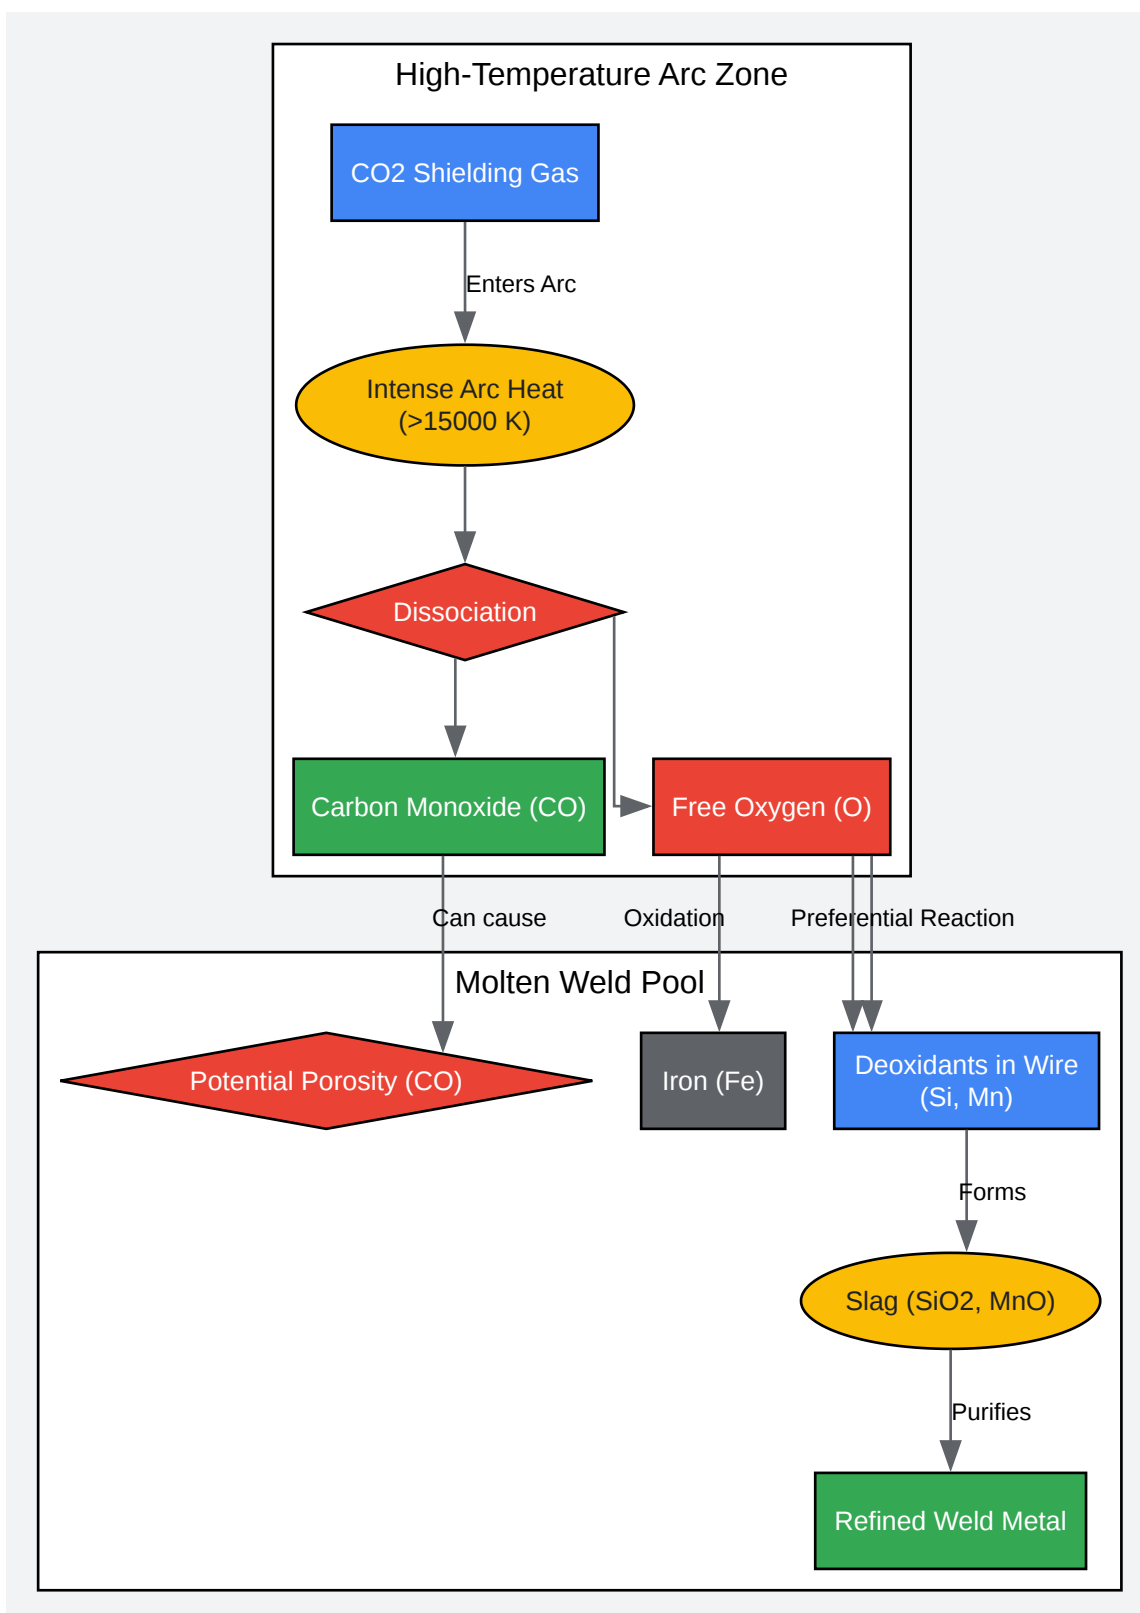 High-Temperature Arc Zone
CO2 Shielding Gas
Enters Arc
Intense Arc Heat
(>15000 K)
Dissociation
Carbon Monoxide (CO)
Free Oxygen (O)
Can cause
Oxidation
Preferential Reaction
Molten Weld Pool
Potential Porosity (CO)
Iron (Fe)
Deoxidants in Wire
(Si, Mn)
Forms
Slag (SiO2, MnO)
Purifies
Refined Weld Metal